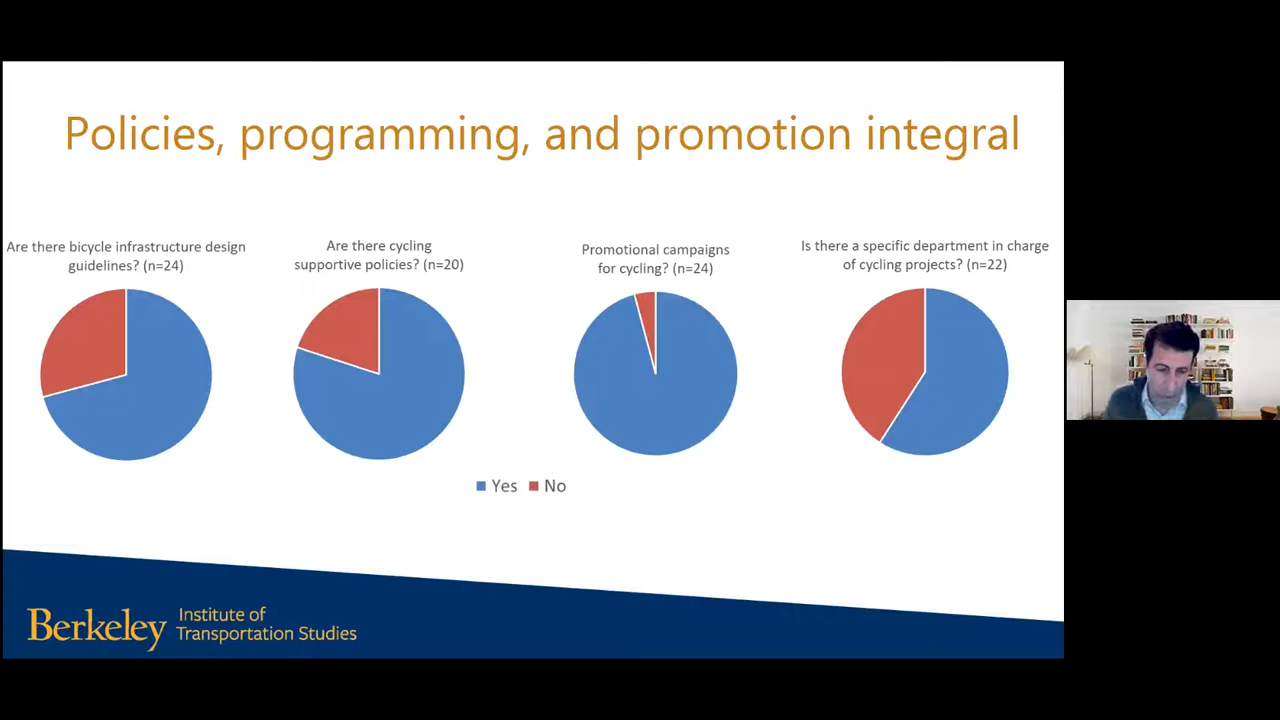 Policies, programming, and promotion integral
Are there bicycle infrastructure design
guidelines? (n=24)
Are there cycling
supportive policies? (n=20)
Promotional campaigns
for cycling? (n=24)
Is there a specific department in charge
of cycling projects? (n=22)
Yes No
Berkeley
Institute of
Transportation Studies